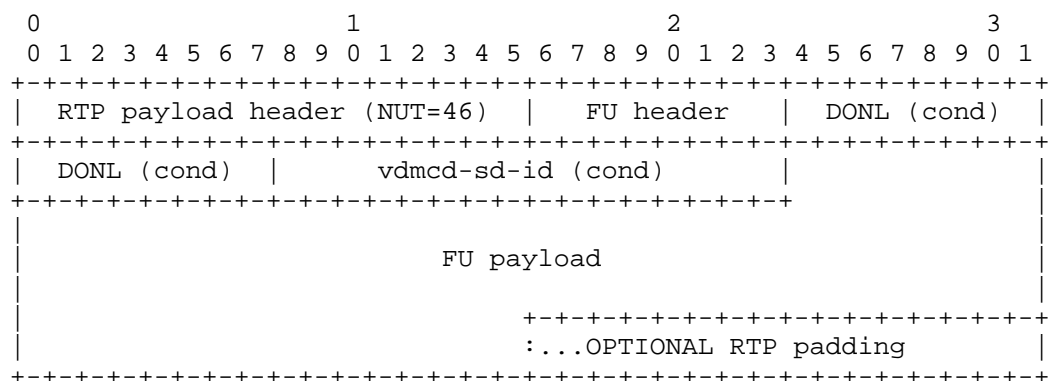 0                   1                   2                   3
 0 1 2 3 4 5 6 7 8 9 0 1 2 3 4 5 6 7 8 9 0 1 2 3 4 5 6 7 8 9 0 1
+-+-+-+-+-+-+-+-+-+-+-+-+-+-+-+-+-+-+-+-+-+-+-+-+-+-+-+-+-+-+-+-+
|  RTP payload header (NUT=46)  |   FU header   |  DONL (cond)  |
+-+-+-+-+-+-+-+-+-+-+-+-+-+-+-+-+-+-+-+-+-+-+-+-+-+-+-+-+-+-+-+-+
|  DONL (cond)  |      vdmcd-sd-id (cond)       |               |
+-+-+-+-+-+-+-+-+-+-+-+-+-+-+-+-+-+-+-+-+-+-+-+-+               |
|                                                               |
|                          FU payload                           |
|                                                               |
|                               +-+-+-+-+-+-+-+-+-+-+-+-+-+-+-+-+
|                               :...OPTIONAL RTP padding        |
+-+-+-+-+-+-+-+-+-+-+-+-+-+-+-+-+-+-+-+-+-+-+-+-+-+-+-+-+-+-+-+-+